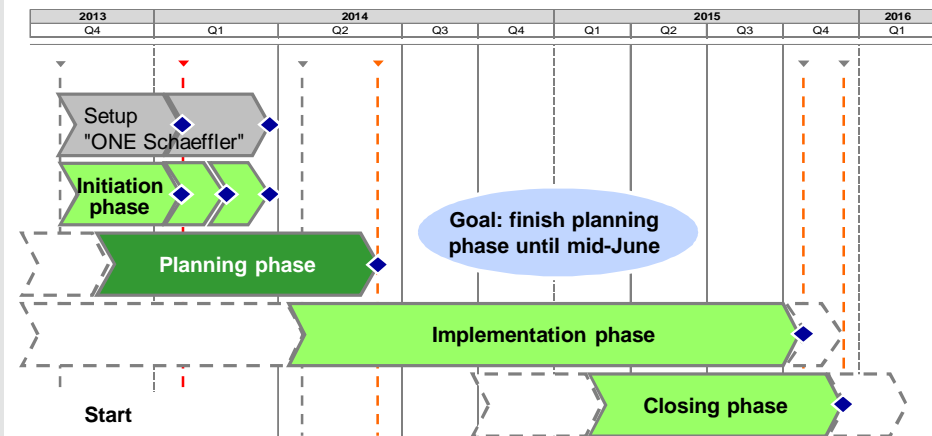 2013 2014 2015 2016
Q4 Q1 Q2 Q3 Q4 Q1 Q2 Q3 Q4 Q1
Setup
"ONE Schaeffler"
Initiation
phase
Goal: finish planning
phase until mid-June
Planning phase
Implementation phase
Closing phase
Start